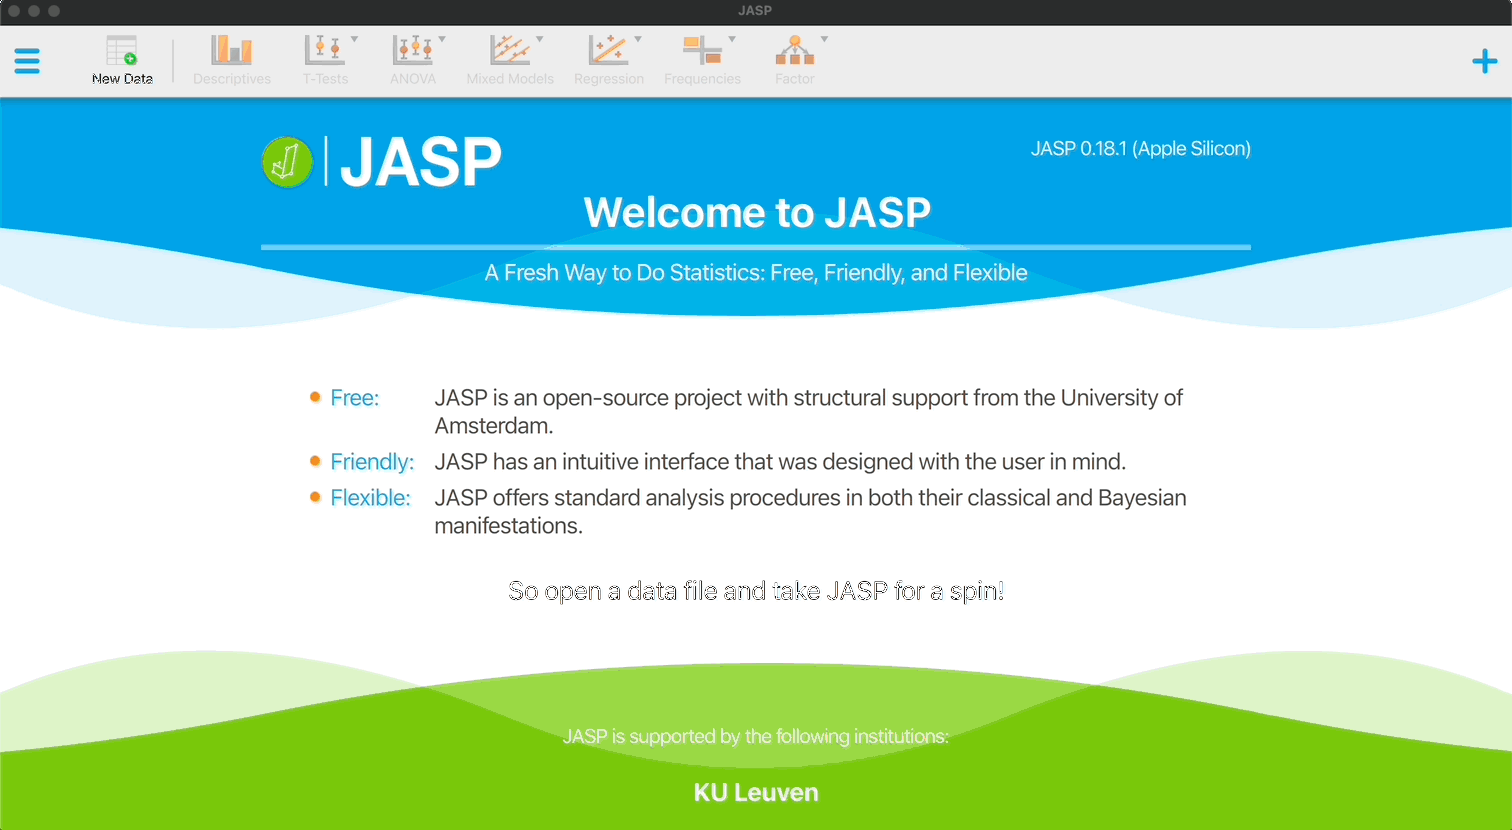 JASP
New Data
Descriptives
T-Tests
ANOVA
Mixed Models
Regression
Frequencies
Factor
JASP
JASP 0.18.1 (Apple Silicon)
Welcome to JASP
A Fresh Way to Do Statistics: Free, Friendly, and Flexible
Free: JASP is an open-source project with structural support from the University of
Amsterdam.
Friendly: JASP has an intuitive interface that was designed with the user in mind.
Flexible: JASP offers standard analysis procedures in both their classical and Bayesian
manifestations.
So open a data file and take JASP for a spin!
JASP is supported by the following institutions:
KU Leuven